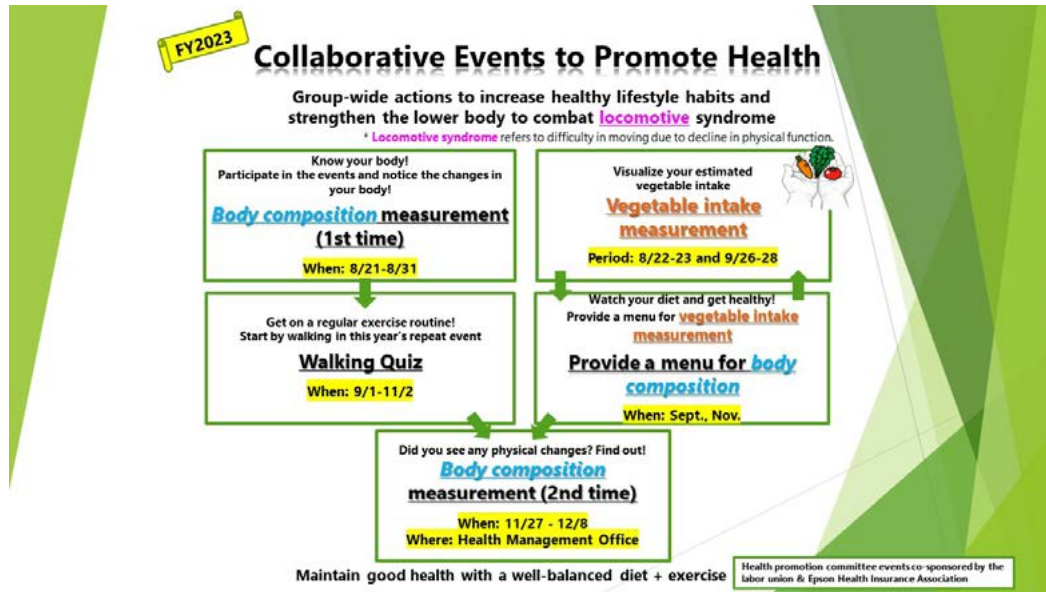 FY2023
Collaborative Events to Promote Health
Group-wide actions to increase healthy lifestyle habits and
strengthen the lower body to combat locomotive syndrome
* Locomotive syndrome refers to difficulty in moving due to decline in physical function.
Know your body!
Participate in the events and notice the changes in
your body!
Body composition measurement
(1st time)
When: 8/21-8/31
Visualize your estimated
vegetable intake
Vegetable intake
measurement
Period: 8/22-23 and 9/26-28
Get on a regular exercise routine!
Start by walking in this year's repeat event
Walking Quiz
When: 9/1-11/2
Watch your diet and get healthy!
Provide a menu for vegetable intake
measurement
Provide a menu for body
composition
When: Sept., Nov.
Did you see any physical changes? Find out!
Body composition
measurement (2nd time)
When: 11/27 - 12/8
Where: Health Management Office
Maintain good health with a well-balanced diet + exercise
Health promotion committee events co-sponsored by the
labor union & Epson Health Insurance Association